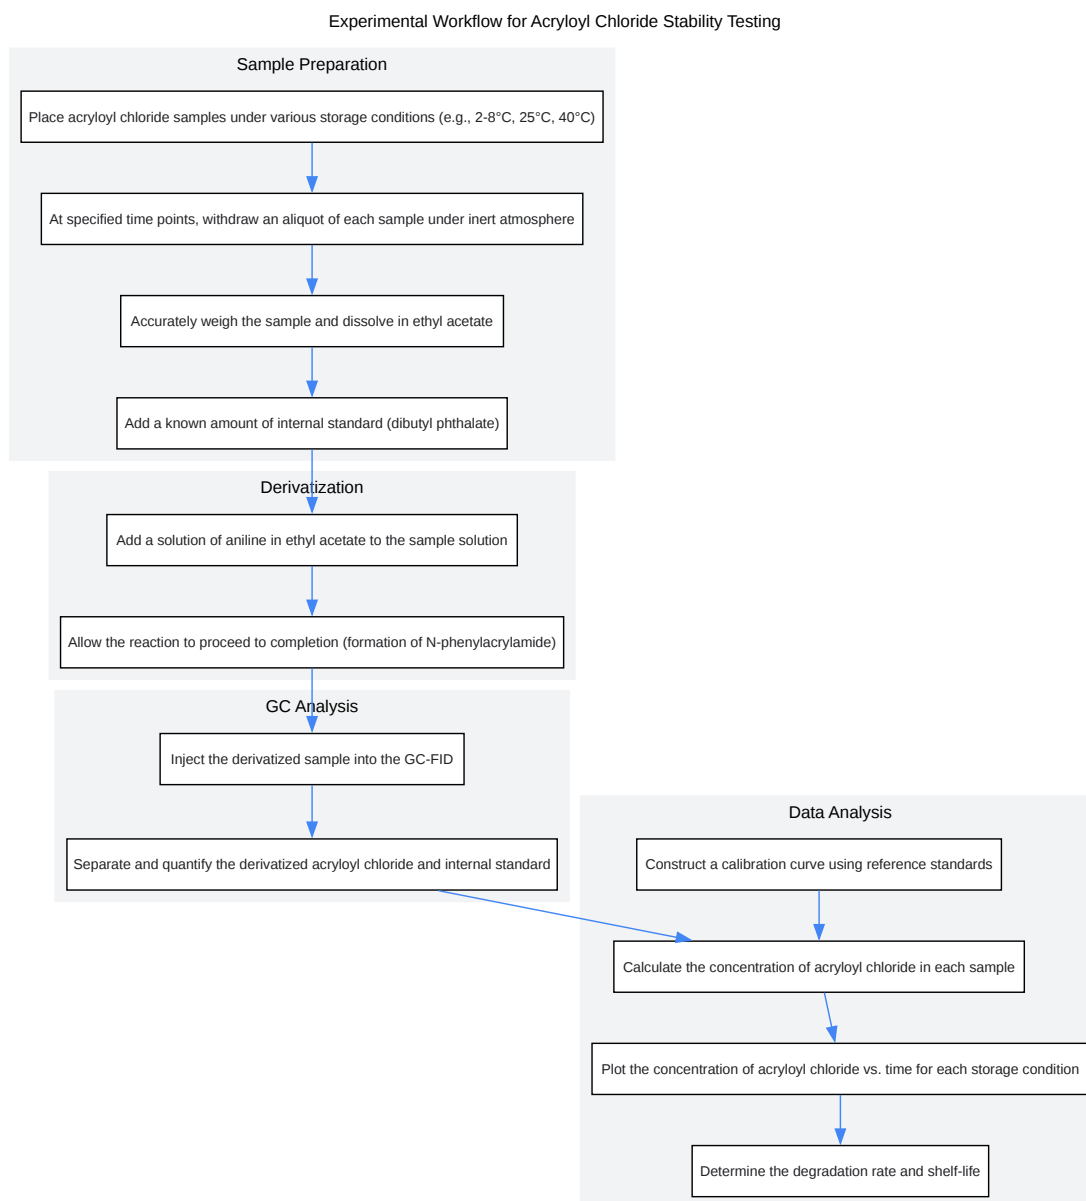 Experimental Workflow for Acryloyl Chloride Stability Testing
Sample Preparation
Place acryloyl chloride samples under various storage conditions (e.g., 2-8°C, 25°C, 40°C)
At specified time points, withdraw an aliquot of each sample under inert atmosphere
Accurately weigh the sample and dissolve in ethyl acetate
Add a known amount of internal standard (dibutyl phthalate)
Derivatization
Add a solution of aniline in ethyl acetate to the sample solution
Allow the reaction to proceed to completion (formation of N-phenylacrylamide)
GC Analysis
Inject the derivatized sample into the GC-FID
Separate and quantify the derivatized acryloyl chloride and internal standard
Data Analysis
Construct a calibration curve using reference standards
Calculate the concentration of acryloyl chloride in each sample
Plot the concentration of acryloyl chloride vs. time for each storage condition
Determine the degradation rate and shelf-life